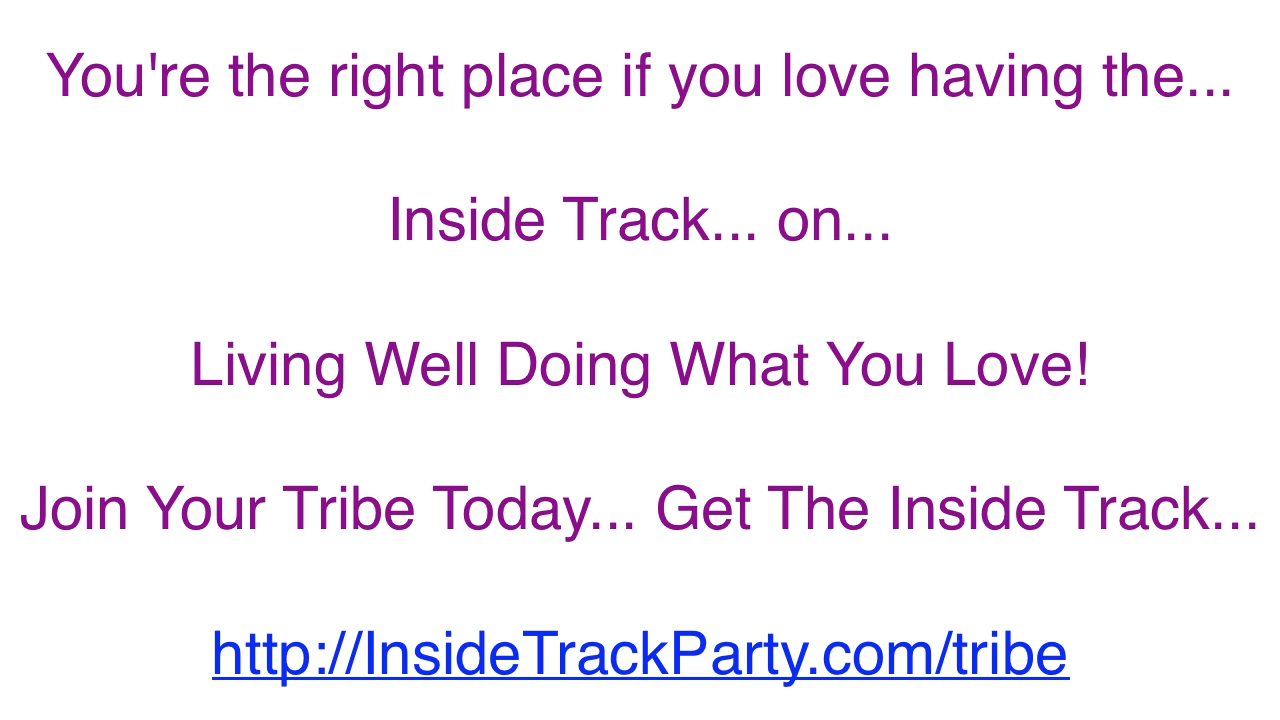 You're the right place if you love having the...
Inside Track... on...
Living Well Doing What You Love!
Join Your Tribe Today... Get The Inside Track...
http://InsideTrackParty.com/tribe